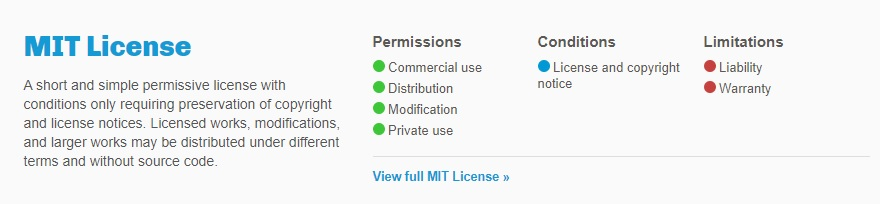 MIT License
A short and simple permissive license with
conditions only requiring preservation of copyright
and license notices. Licensed works, modifications,
and larger works may be distributed under different
terms and without source code.
Permissions
Commercial use
Distribution
Modification
Private use
Conditions
License and copyright
notice
Limitations
Liability
Warranty
View full MIT License »